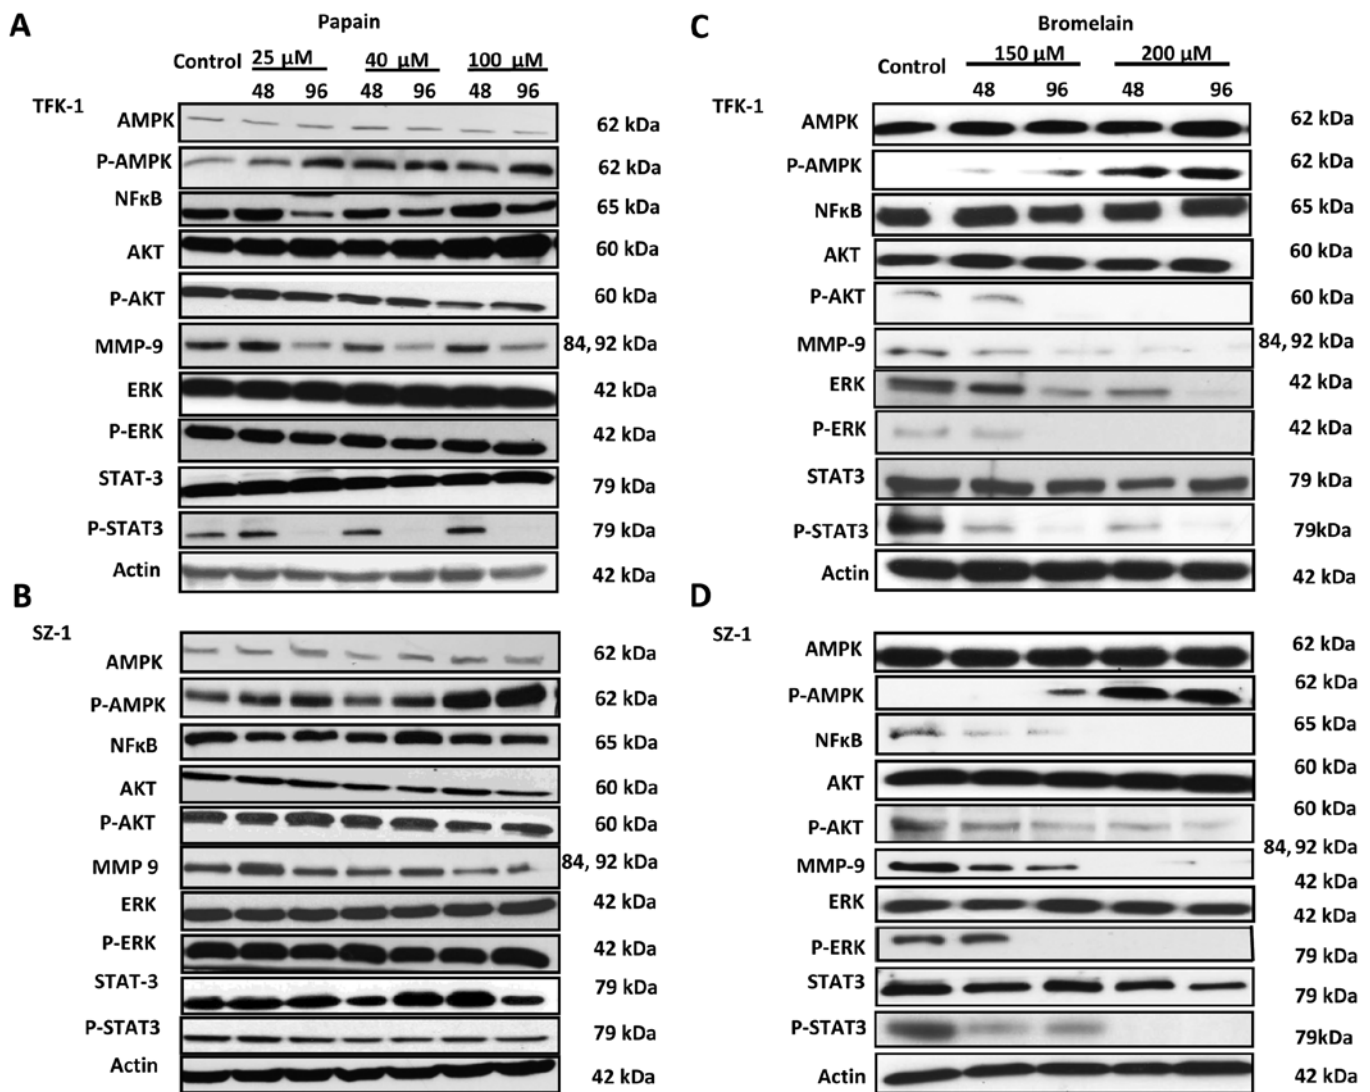 A
Papain
Control 25 µM 40 µM 100 µM
48 96 48 96 48 96
TFK-1
AMPK 62 kDa
P-AMPK 62 kDa
NFκB 65 kDa
AKT 60 kDa
P-AKT 60 kDa
MMP-9 84, 92 kDa
ERK 42 kDa
P-ERK 42 kDa
STAT-3 79 kDa
P-STAT3 79 kDa
Actin 42 kDa
B
SZ-1
AMPK 62 kDa
P-AMPK 62 kDa
NFκB 65 kDa
AKT 60 kDa
P-AKT 60 kDa
MMP 9 84, 92 kDa
ERK 42 kDa
P-ERK 42 kDa
STAT-3 79 kDa
P-STAT3 79 kDa
Actin 42 kDa
C
Bromelain
Control 150 µM 200 µM
48 96 48 96
TFK-1
AMPK 62 kDa
P-AMPK 62 kDa
NFκB 65 kDa
AKT 60 kDa
P-AKT 60 kDa
MMP-9 84, 92 kDa
ERK 42 kDa
P-ERK 42 kDa
STAT3 79 kDa
P-STAT3 79kDa
Actin 42 kDa
D
SZ-1
AMPK 62 kDa
P-AMPK 62 kDa
NFκB 65 kDa
AKT 60 kDa
P-AKT 60 kDa
84, 92 kDa
MMP-9 42 kDa
ERK 42 kDa
P-ERK 79 kDa
STAT3 79 kDa
P-STAT3 79kDa
Actin 42 kDa